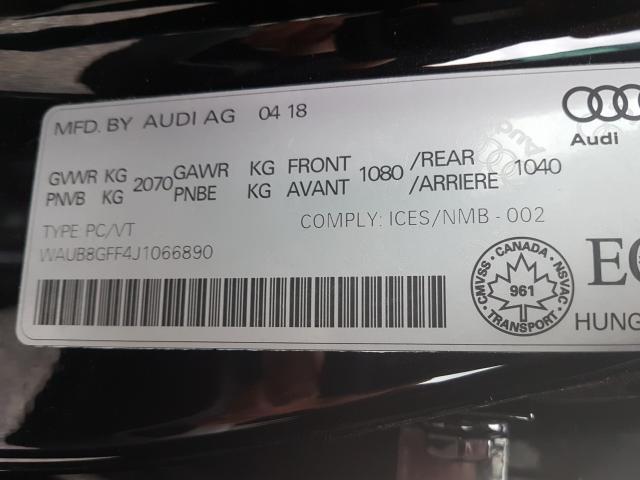 MFD. BY AUDI AG 04 18
Audi
GVWR KG 2070 GAWR KG FRONT 1080 /REAR 1040
PNVB KG PNBE KG AVANT /ARRIERE
TYPE: PC/VT
COMPLY: ICES/NMB - 002
WAUB8GFF4J1066890
CMVSS - CANADA - NSVAC
961
TRANSPORT
HUNG